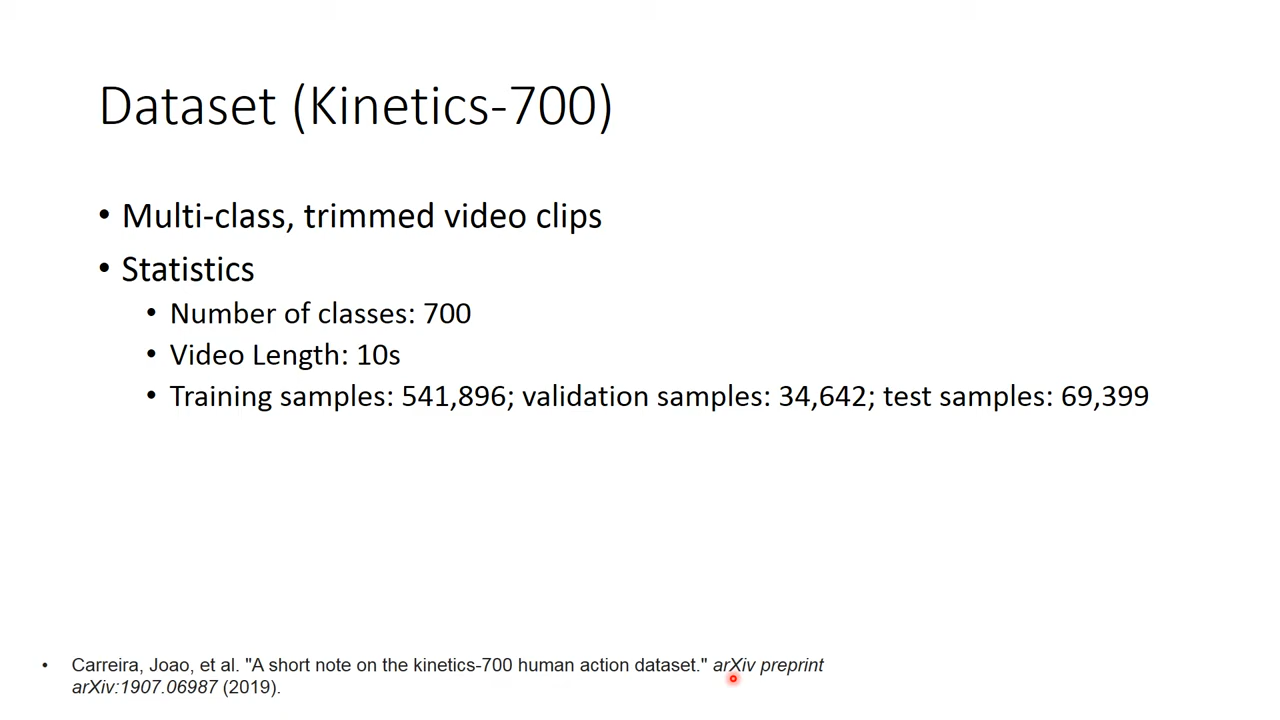 Dataset (Kinetics-700)
• Multi-class, trimmed video clips
• Statistics
• Number of classes: 700
• Video Length: 10s
• Training samples: 541,896; validation samples: 34,642; test samples: 69,399
• Carreira, Joao, et al. "A short note on the kinetics-700 human action dataset." arXiv preprint
arXiv:1907.06987 (2019).